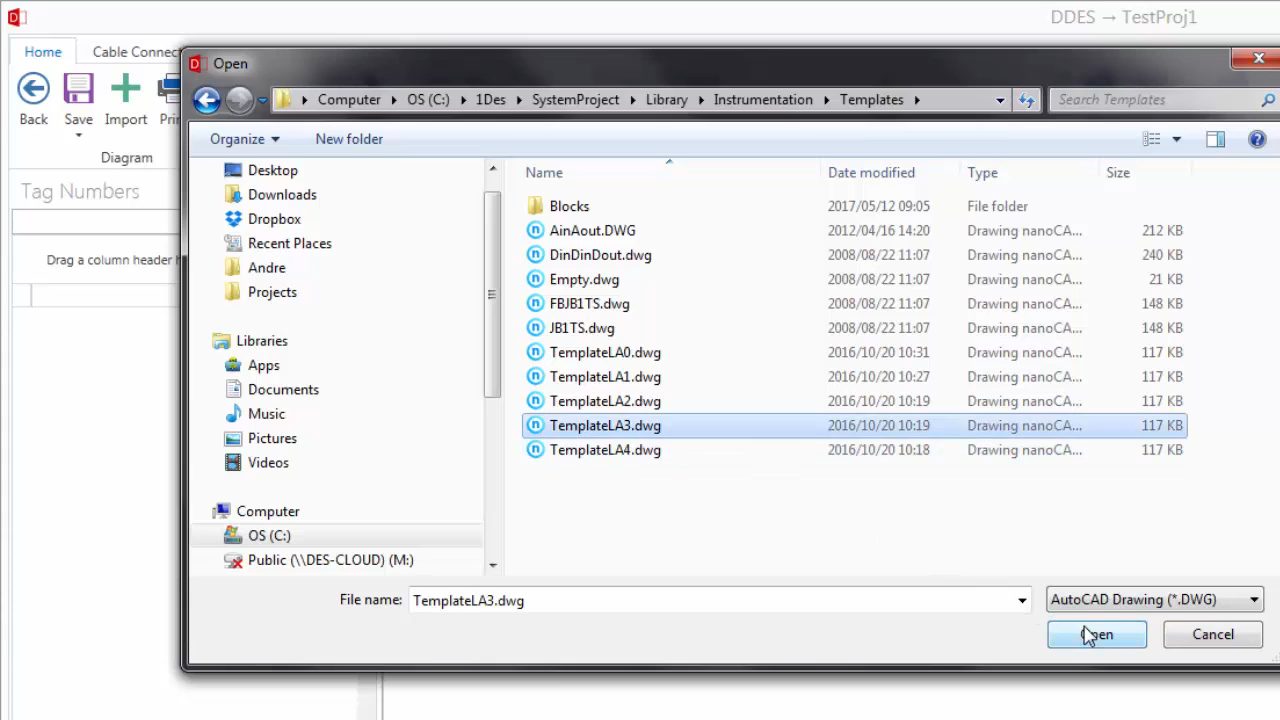 DDES → TestProj1
Home Cable Connect
Back Save Import Prin
Diagram
Tag Numbers
Drag a column header h
Open
Computer OS (C:) 1Des SystemProject Library Instrumentation Templates Search Templates
Organize New folder
Desktop
Downloads
Dropbox
Recent Places
Andre
Projects
Libraries
Apps
Documents
Music
Pictures
Videos
Computer
OS (C:)
Public (\\DES-CLOUD) (M:)
Name Date modified Type Size
Blocks 2017/05/12 09:05 File folder
AinAout.DWG 2012/04/16 14:20 Drawing nanoCA... 212 KB
DinDinDout.dwg 2008/08/22 11:07 Drawing nanoCA... 240 KB
Empty.dwg 2008/08/22 11:07 Drawing nanoCA... 21 KB
FBJB1TS.dwg 2008/08/22 11:07 Drawing nanoCA... 148 KB
JB1TS.dwg 2008/08/22 11:07 Drawing nanoCA... 148 KB
TemplateLA0.dwg 2016/10/20 10:31 Drawing nanoCA... 117 KB
TemplateLA1.dwg 2016/10/20 10:27 Drawing nanoCA... 117 KB
TemplateLA2.dwg 2016/10/20 10:19 Drawing nanoCA... 117 KB
TemplateLA3.dwg 2016/10/20 10:19 Drawing nanoCA... 117 KB
TemplateLA4.dwg 2016/10/20 10:18 Drawing nanoCA... 117 KB
File name: TemplateLA3.dwg AutoCAD Drawing (*.DWG)
Open Cancel